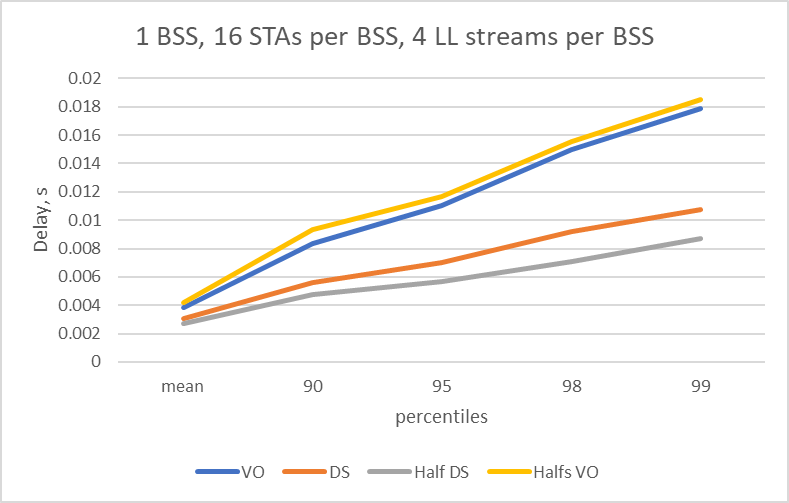 1 BSS, 16 STAs per BSS, 4 LL streams per BSS
0.02
0.018
0.016
0.014
0.012
0.01
0.008
0.006
0.004
0.002
0
Delay, s
mean 90 95 98 99
percentiles
VO DS Half DS Halfs VO